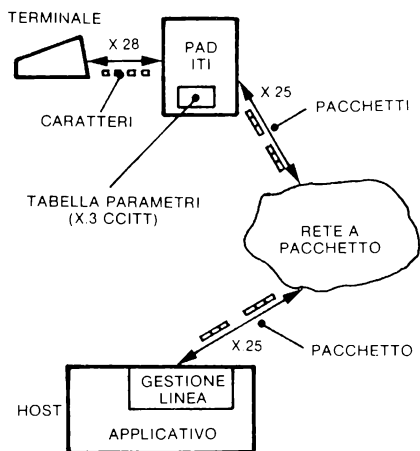 TERMINALE
X 28
PAD
ITI
CARATTERI
X 25
PACCHETTI
TABELLA PARAMETRI
(X.3 CCITT)
RETE A
PACCHETTO
X 25
PACCHETTO
GESTIONE
LINEA
HOST
APPLICATIVO